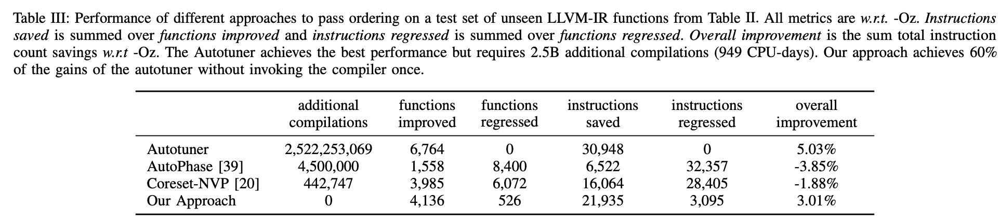 Table III: Performance of different approaches to pass ordering on a test set of unseen LLVM-IR functions from Table II. All metrics are w.r.t. -Oz. Instructions
saved is summed over functions improved and instructions regressed is summed over functions regressed. Overall improvement is the sum total instruction
count savings w.r.t -Oz. The Autotuner achieves the best performance but requires 2.5B additional compilations (949 CPU-days). Our approach achieves 60%
of the gains of the autotuner without invoking the compiler once.
additional functions functions instructions instructions overall
compilations improved regressed saved regressed improvement
Autotuner 2,522,253,069 6,764 0 30,948 0 5.03%
AutoPhase [39] 4,500,000 1,558 8,400 6,522 32,357 -3.85%
Coreset-NVP [20] 442,747 3,985 6,072 16,064 28,405 -1.88%
Our Approach 0 4,136 526 21,935 3,095 3.01%